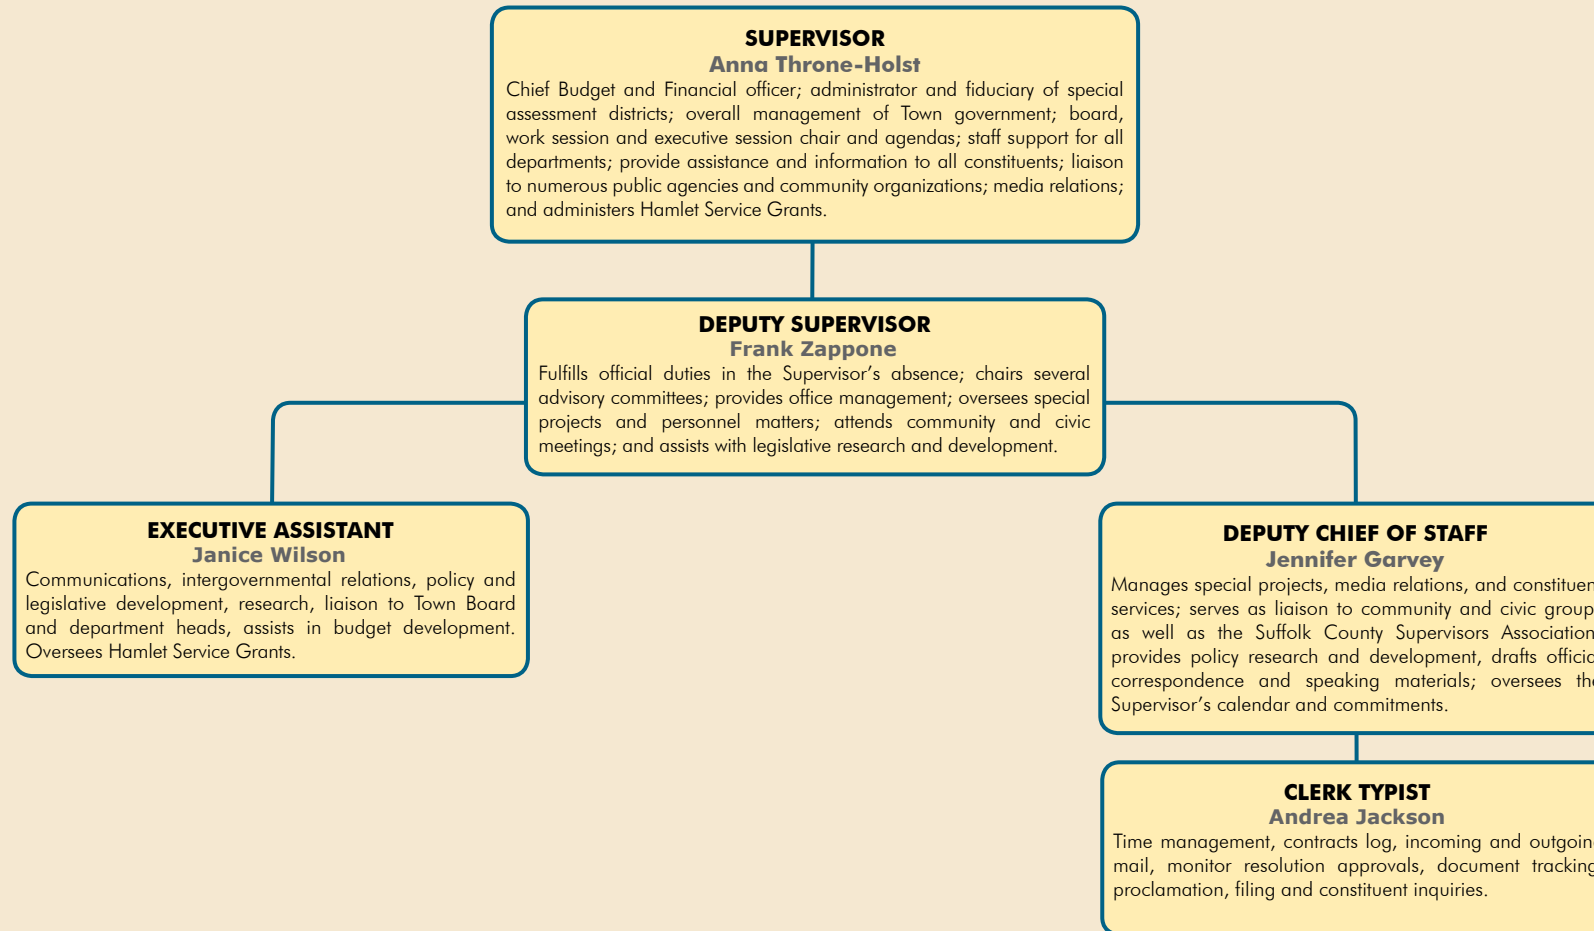 SUPERVISOR
Anna Throne-Holst
Chief Budget and Financial officer; administrator and fiduciary of special
assessment districts; overall management of Town government; board,
work session and executive session chair and agendas; staff support for all
departments; provide assistance and information to all constituents; liaison
to numerous public agencies and community organizations; media relations;
and administers Hamlet Service Grants.
DEPUTY SUPERVISOR
Frank Zappone
Fulfills official duties in the Supervisor's absence; chairs several
advisory committees; provides office management; oversees special
projects and personnel matters; attends community and civic
meetings; and assists with legislative research and development.
EXECUTIVE ASSISTANT
Janice Wilson
Communications, intergovernmental relations, policy and
legislative development, research, liaison to Town Board
and department heads, assists in budget development.
Oversees Hamlet Service Grants.
DEPUTY CHIEF OF STAFF
Jennifer Garvey
Manages special projects, media relations, and
services; serves as liaison to community and civic
as well as the Suffolk County Supervisors Association
provides policy research and development, drafts
correspondence and speaking materials; oversees
Supervisor's calendar and commitments.
CLERK TYPIST
Andrea Jackson
Time management, contracts log, incoming and
mail, monitor resolution approvals, document tracking
proclamation, filing and constituent inquiries.